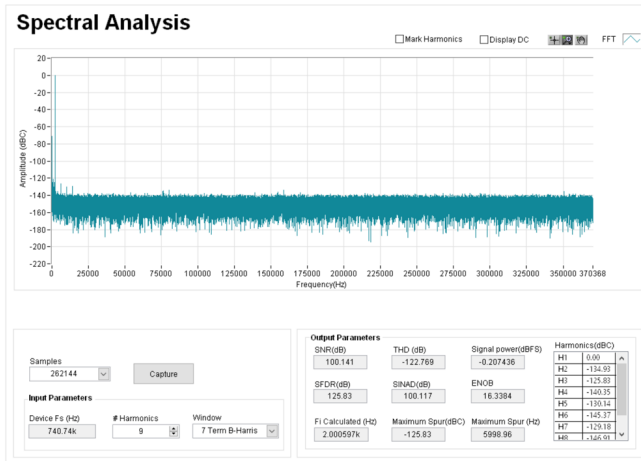 Spectral Analysis
Mark Harmonics Display DC FFT
20
0
-20
-40
-60
-80
-100
-120
-140
-160
-180
-200
-220
Amplitude (dBC)
0 25000 50000 75000 100000 125000 150000 175000 200000 225000 250000 275000 300000 325000 350000 370368
Frequency(Hz)
Samples
262144
Capture
Input Parameters
Device Fs (Hz) # Harmonics Window
740.74k 9 7 Term B-Harris
Output Parameters
SNR(dB) THD (dB) Signal power(dBFS)
100.141 -122.769 -0.207436
SFDR(dB) SINAD(dB) ENOB
125.83 100.117 16.3384
Fi Calculated (Hz) Maximum Spur(dBC) Maximum Spur (Hz)
2.000597k -125.83 5998.96
Harmonics(dBC)
H1 0.00
H2 -134.93
H3 -125.83
H4 -140.35
H5 -130.14
H6 -145.37
H7 -129.18
H8 -146.91